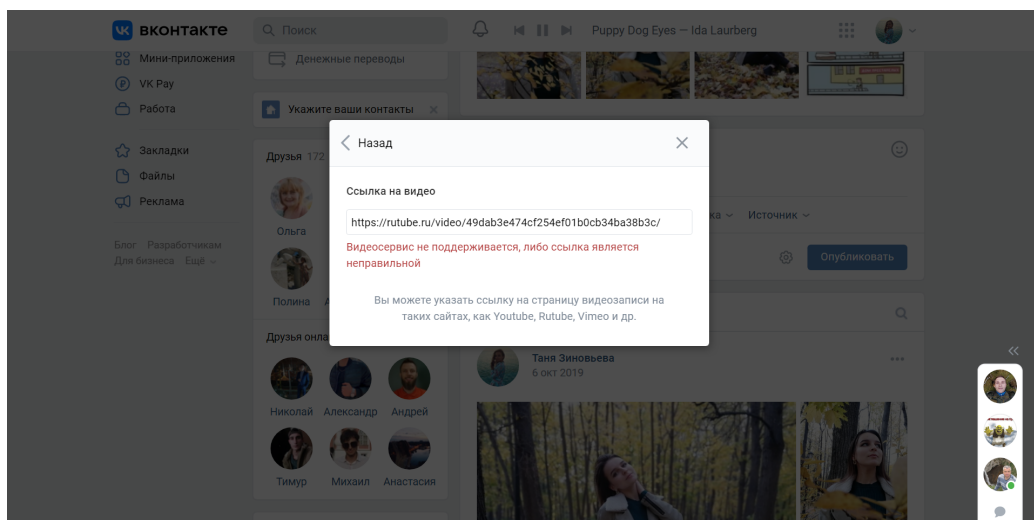 вконтакте
Поиск
Puppy Dog Eyes — Ida Laurberg
Мини-приложения
VK Pay
Работа
Закладки
Файлы
Реклама
Блог Разработчикам
Для бизнеса Ещё
Денежные переводы
Укажите ваши контакты
Друзья 172
Ольга
Полина
Друзья онла
Николай Александр Андрей
Тимур Михаил Анастасия
Назад
Ссылка на видео
https://rutube.ru/video/49dab3e474cf254ef01b0cb34ba38b3c/
Видеосервис не поддерживается, либо ссылка является
неправильной
Вы можете указать ссылку на страницу видеозаписи на
таких сайтах, как Youtube, Rutube, Vimeo и др.
ка Источник
Опубликовать
Таня Зиновьева
6 окт 2019